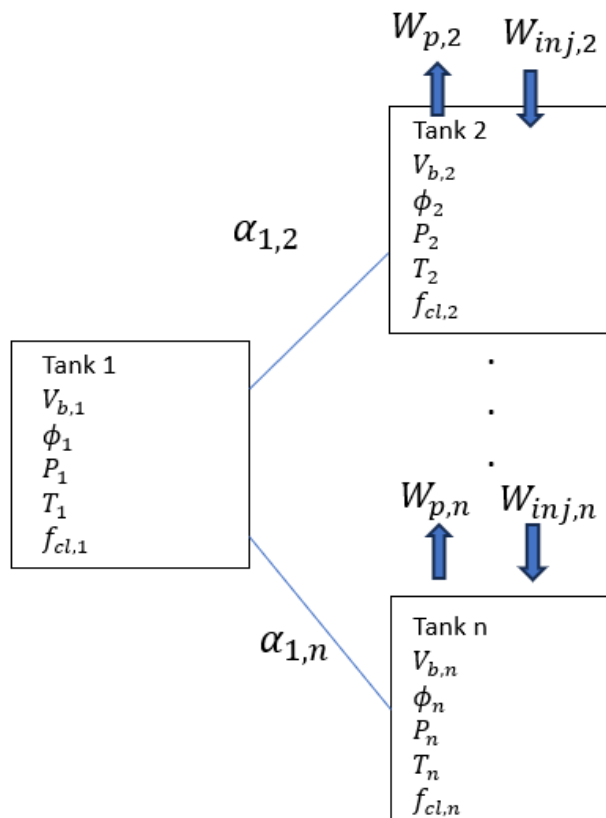 W_{p,2} W_{inj,2}
Tank 2
V_{b,2}
ϕ_2
P_2
T_2
f_{cl,2}
α_{1,2}
Tank 1
V_{b,1}
ϕ_1
P_1
T_1
f_{cl,1}
.
.
.
W_{p,n} W_{inj,n}
α_{1,n}
Tank n
V_{b,n}
ϕ_n
P_n
T_n
f_{cl,n}